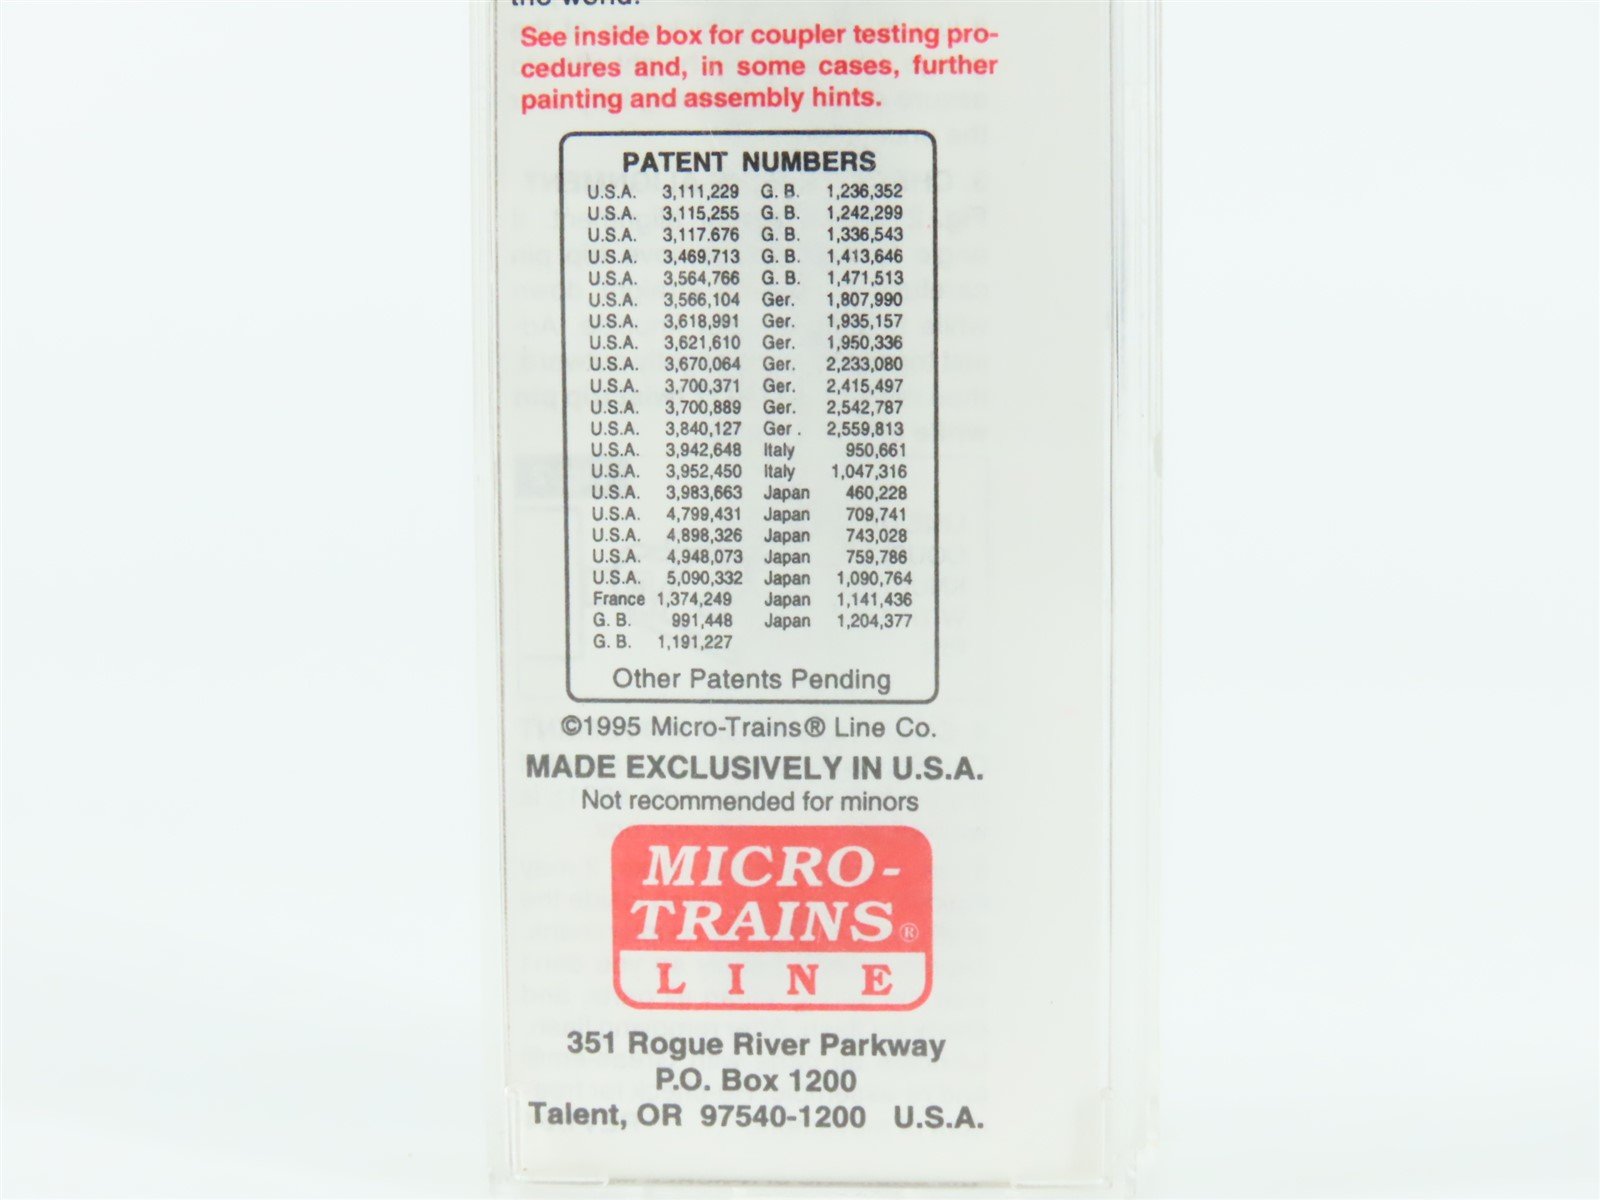 the world.
See inside box for coupler testing pro-
cedures and, in some cases, further
painting and assembly hints.
PATENT NUMBERS
U.S.A. 3,111,229 G. B. 1,236,352
U.S.A. 3,115,255 G. B. 1,242,299
U.S.A. 3,117.676 G. B. 1,336,543
U.S.A. 3,469,713 G. B. 1,413,646
U.S.A. 3,564,766 G. B. 1,471,513
U.S.A. 3,566,104 Ger. 1,807,990
U.S.A. 3,618,991 Ger. 1,935,157
U.S.A. 3,621,610 Ger. 1,950,336
U.S.A. 3,670,064 Ger. 2,233,080
U.S.A. 3,700,371 Ger. 2,415,497
U.S.A. 3,700,889 Ger. 2,542,787
U.S.A. 3,840,127 Ger . 2,559,813
U.S.A. 3,942,648 Italy 950,661
U.S.A. 3,952,450 Italy 1,047,316
U.S.A. 3,983,663 Japan 460,228
U.S.A. 4,799,431 Japan 709,741
U.S.A. 4,898,326 Japan 743,028
U.S.A. 4,948,073 Japan 759,786
U.S.A. 5,090,332 Japan 1,090,764
France 1,374,249 Japan 1,141,436
G. B. 991,448 Japan 1,204,377
G. B. 1,191,227
Other Patents Pending
©1995 Micro-Trains® Line Co.
MADE EXCLUSIVELY IN U.S.A.
Not recommended for minors
MICRO-
TRAINS®
LINE
351 Rogue River Parkway
P.O. Box 1200
Talent, OR 97540-1200 U.S.A.